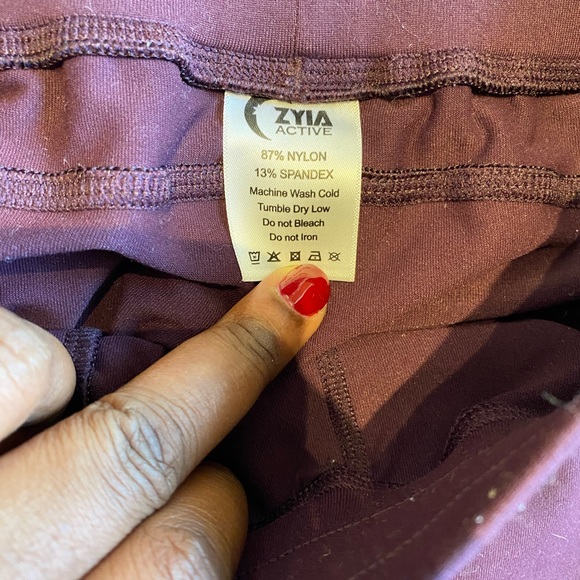 ZYIA
ACTIVE
87% NYLON
13% SPANDEX
Machine Wash Cold
Tumble Dry Low
Do not Bleach
Do not Iron